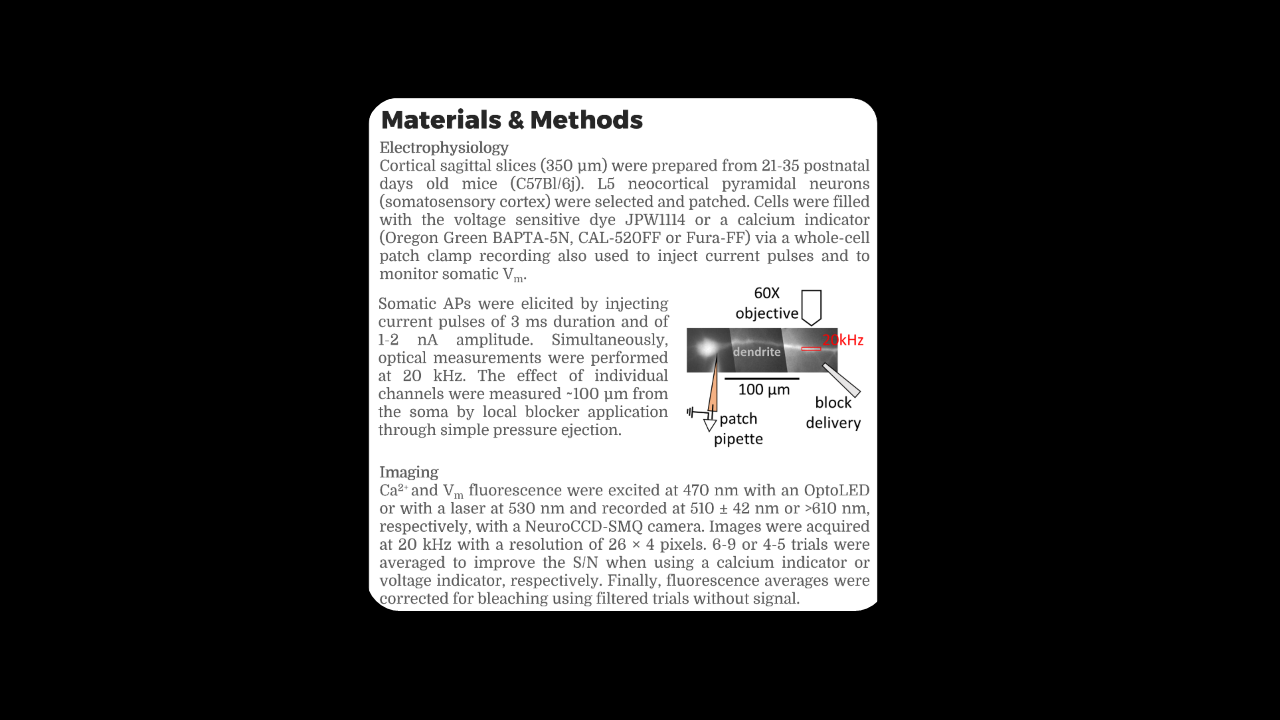 Materials & Methods
Electrophysiology
Cortical sagittal slices (350 µm) were prepared from 21-35 postnatal
days old mice (C57Bl/6j). L5 neocortical pyramidal neurons
(somatosensory cortex) were selected and patched. Cells were filled
with the voltage sensitive dye JPW1114 or a calcium indicator
(Oregon Green BAPTA-5N, CAL-520FF or Fura-FF) via a whole-cell
patch clamp recording also used to inject current pulses and to
monitor somatic Vm.
Somatic APs were elicited by injecting
current pulses of 3 ms duration and of
1-2 nA amplitude. Simultaneously,
optical measurements were performed
at 20 kHz. The effect of individual
channels were measured ~100 µm from
the soma by local blocker application
through simple pressure ejection.
60X
objective
20kHz
dendrite
100 µm
block
delivery
patch
pipette
Imaging
Ca²⁺ and Vm fluorescence were excited at 470 nm with an OptoLED
or with a laser at 530 nm and recorded at 510 ± 42 nm or >610 nm,
respectively, with a NeuroCCD-SMQ camera. Images were acquired
at 20 kHz with a resolution of 26 × 4 pixels. 6-9 or 4-5 trials were
averaged to improve the S/N when using a calcium indicator or
voltage indicator, respectively. Finally, fluorescence averages were
corrected for bleaching using filtered trials without signal.